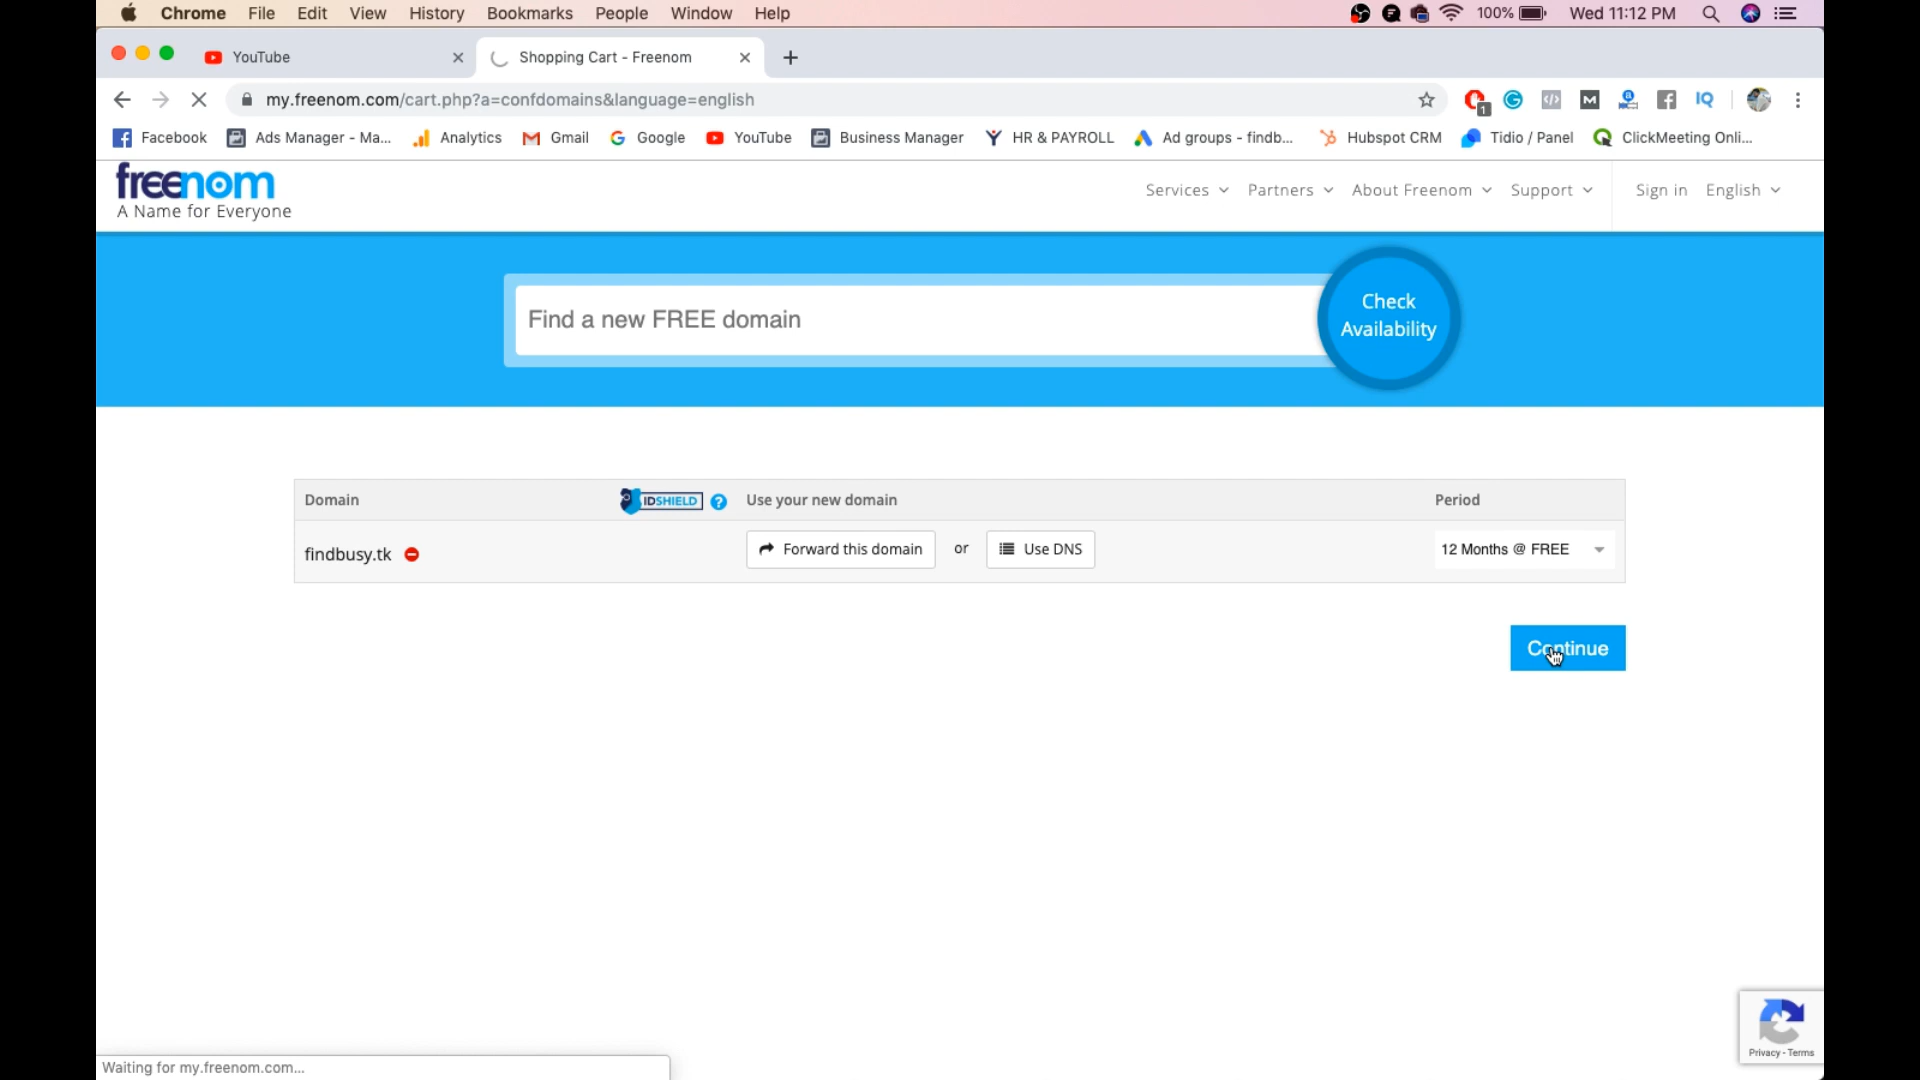 Chrome File Edit View History Bookmarks People Window Help 100% Wed 11:12 PM
YouTube Shopping Cart - Freenom
my.freenom.com/cart.php?a=confdomains&language=english 1 IQ
Facebook Ads Manager - Ma... Analytics Gmail Google YouTube Business Manager HR & PAYROLL Ad groups - findb... Hubspot CRM Tidio / Panel ClickMeeting Onli...
freenom
A Name for Everyone
Services Partners About Freenom Support Sign in English
Find a new FREE domain
Check
Availability
Domain IDSHIELD ? Use your new domain Period
findbusy.tk Forward this domain or Use DNS 12 Months @ FREE
Continue
Privacy - Terms
Waiting for my.freenom.com...